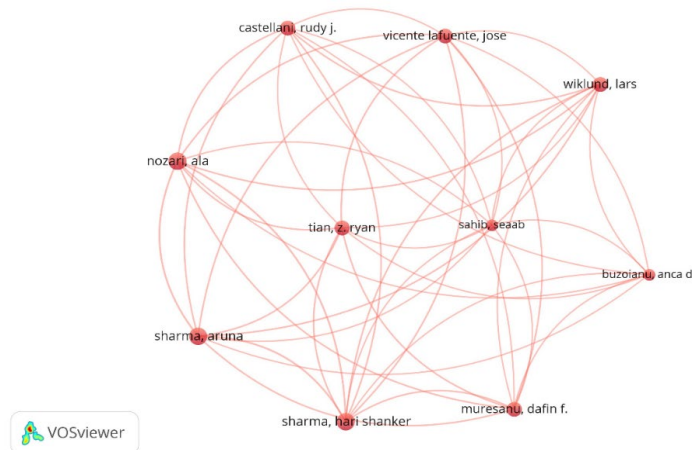 castellani, rudy j.
vicente lafuente, jose
wiklund, lars
nozari, ala
tian, z. ryan
sahib, seaab
buzoianu, anca d
sharma, aruna
sharma, hari shanker
muresanu, dafin f.
VOSviewer